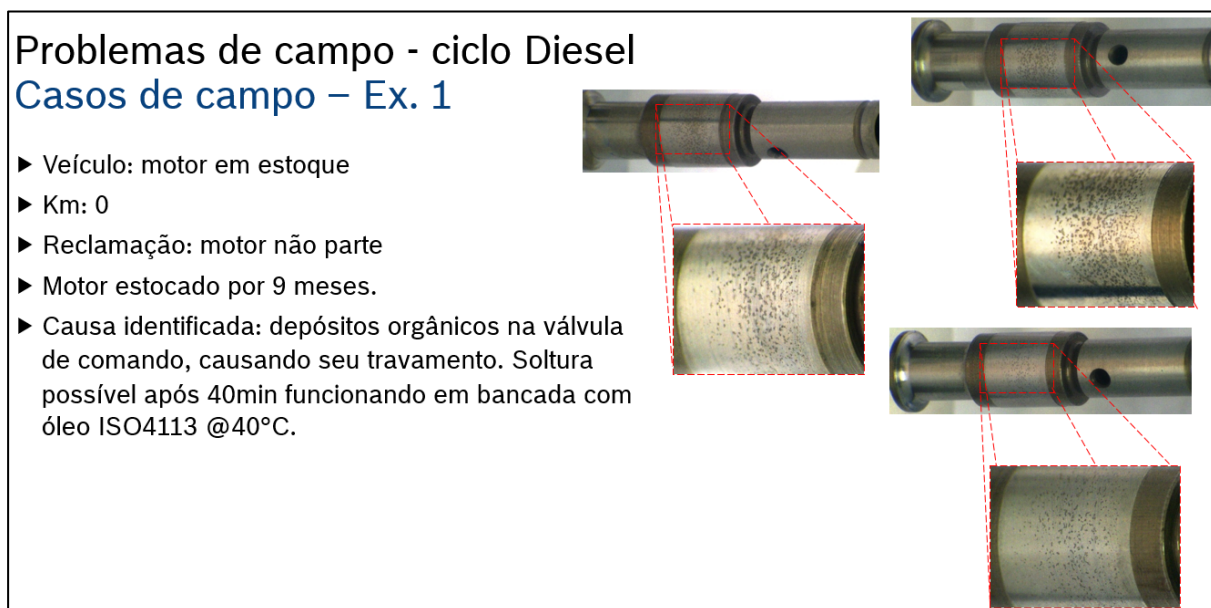 Problemas de campo - ciclo Diesel
Casos de campo – Ex. 1
▶ Veículo: motor em estoque
▶ Km: 0
▶ Reclamação: motor não parte
▶ Motor estocado por 9 meses.
▶ Causa identificada: depósitos orgânicos na válvula
de comando, causando seu travamento. Soltura
possível após 40min funcionando em bancada com
óleo ISO4113 @40°C.